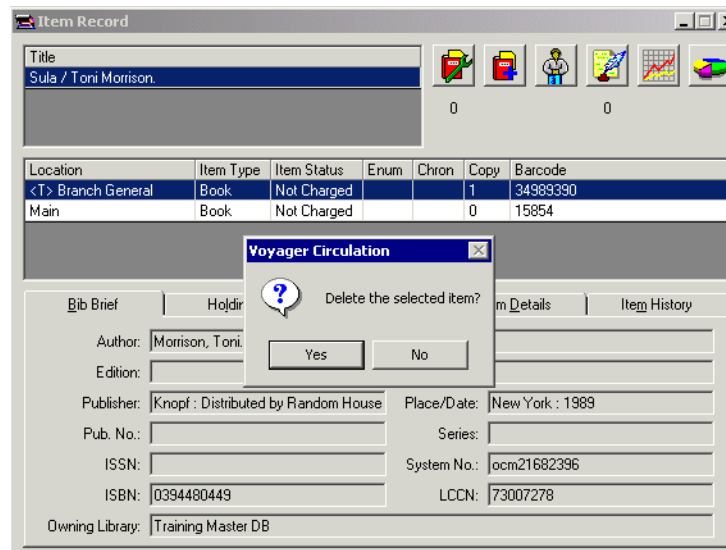 Item Record
Title
Sula / Toni Morrison.
0 0
Location Item Type Item Status Enum Chron Copy Barcode
<T> Branch General Book Not Charged 1 34989390
Main Book Not Charged 0 15854
Voyager Circulation
Delete the selected item?
Yes No
Bib Brief Holdin m Details Item History
Author: Morrison, Toni.
Edition:
Publisher: Knopf : Distributed by Random House Place/Date: New York : 1989
Pub. No.: Series:
ISSN: System No.: ocm21682396
ISBN: 0394480449 LCCN: 73007278
Owning Library: Training Master DB